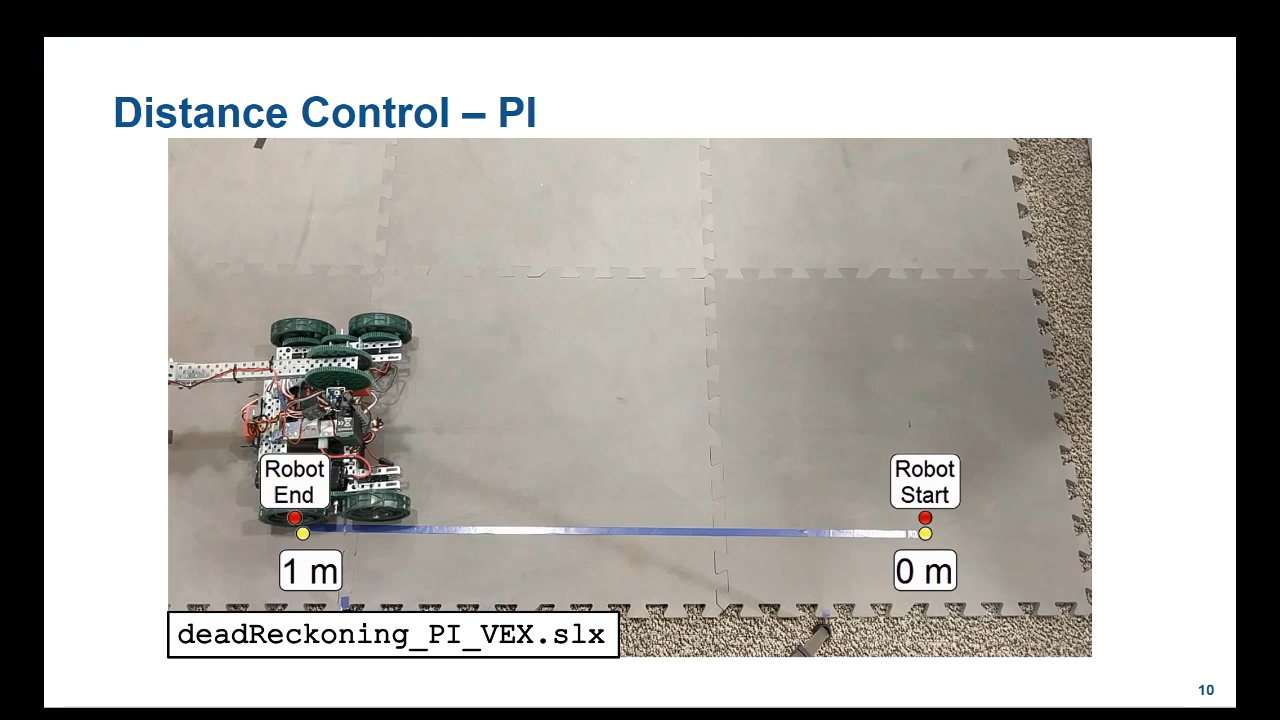 Distance Control – PI
Robot
End
Robot
Start
1 m
0 m
deadReckoning_PI_VEX.slx
10